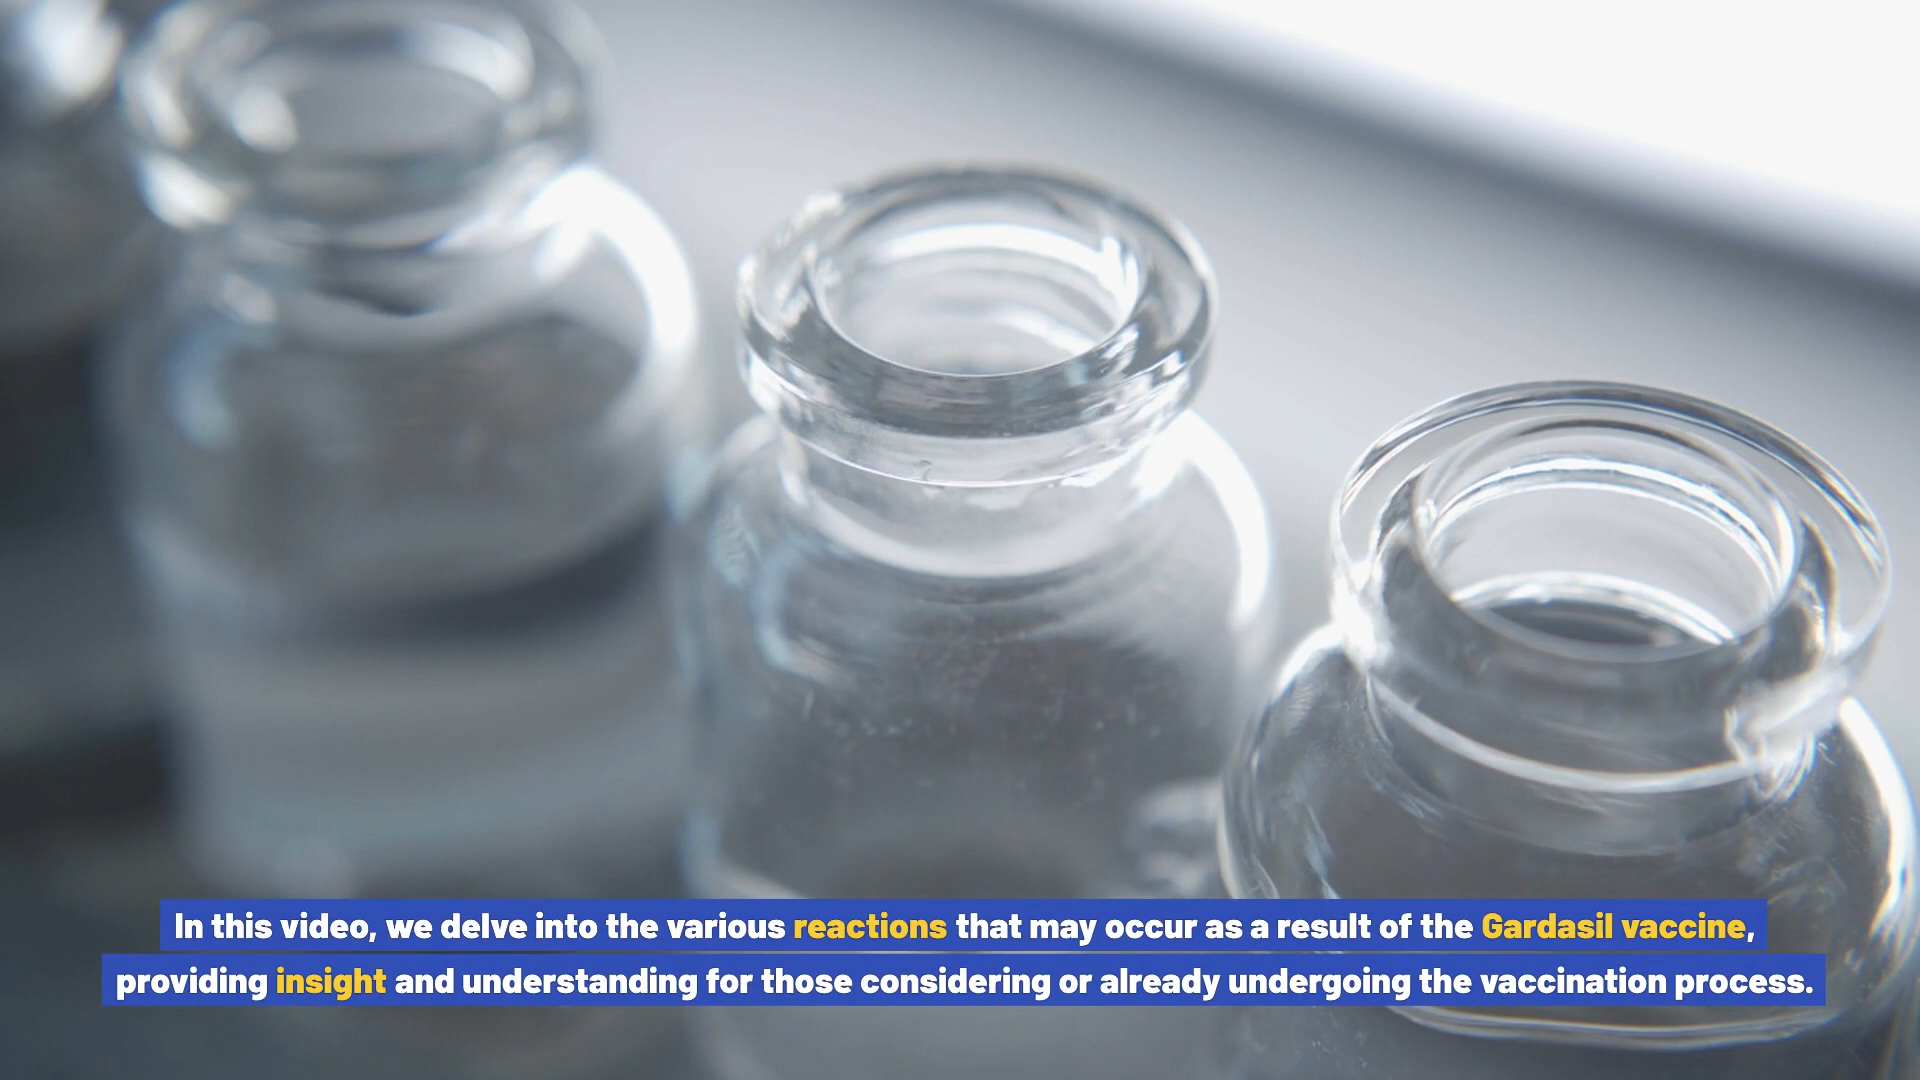 In this video, we delve into the various reactions that may occur as a result of the Gardasil vaccine,
providing insight and understanding for those considering or already undergoing the vaccination process.